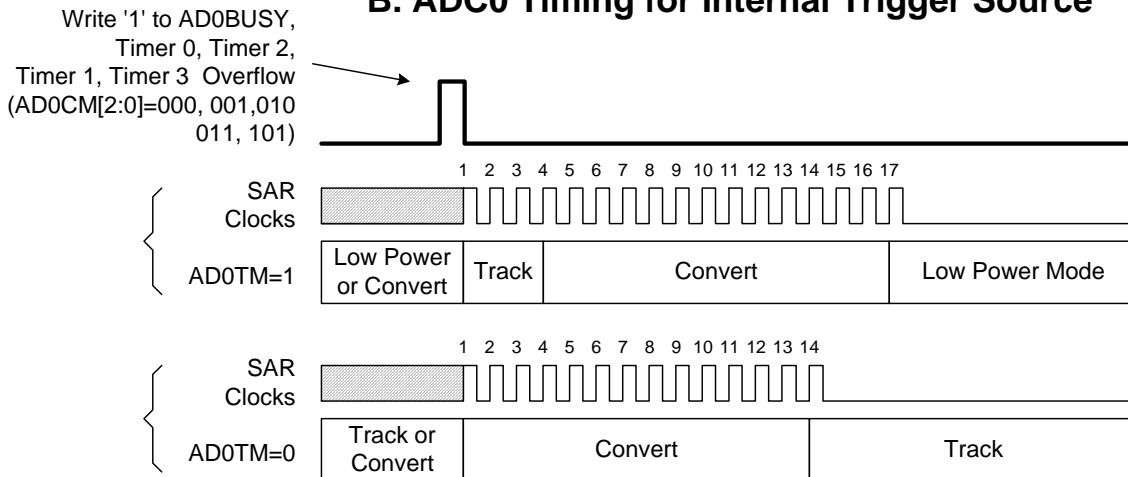 B. ADC0 Timing for Internal Trigger Source
Write '1' to AD0BUSY,
Timer 0, Timer 2,
Timer 1, Timer 3 Overflow
(AD0CM[2:0]=000, 001,010
011, 101)
1 2 3 4 5 6 7 8 9 10 11 12 13 14 15 16 17
SAR
Clocks
AD0TM=1
Low Power
or Convert
Track
Convert
Low Power Mode
1 2 3 4 5 6 7 8 9 10 11 12 13 14
SAR
Clocks
AD0TM=0
Track or
Convert
Convert
Track